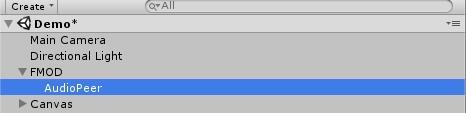 Create All
Demo*
Main Camera
Directional Light
FMOD
AudioPeer
Canvas